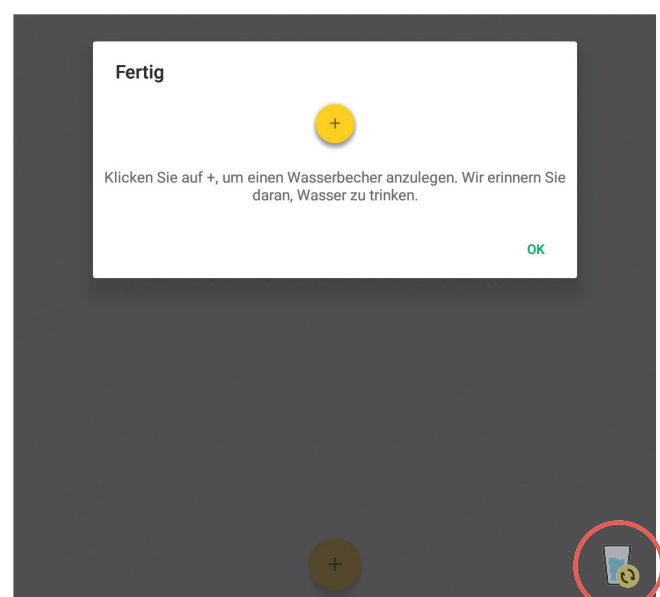 Fertig
+
Klicken Sie auf +, um einen Wasserbecher anzulegen. Wir erinnern Sie
daran, Wasser zu trinken.
OK
+